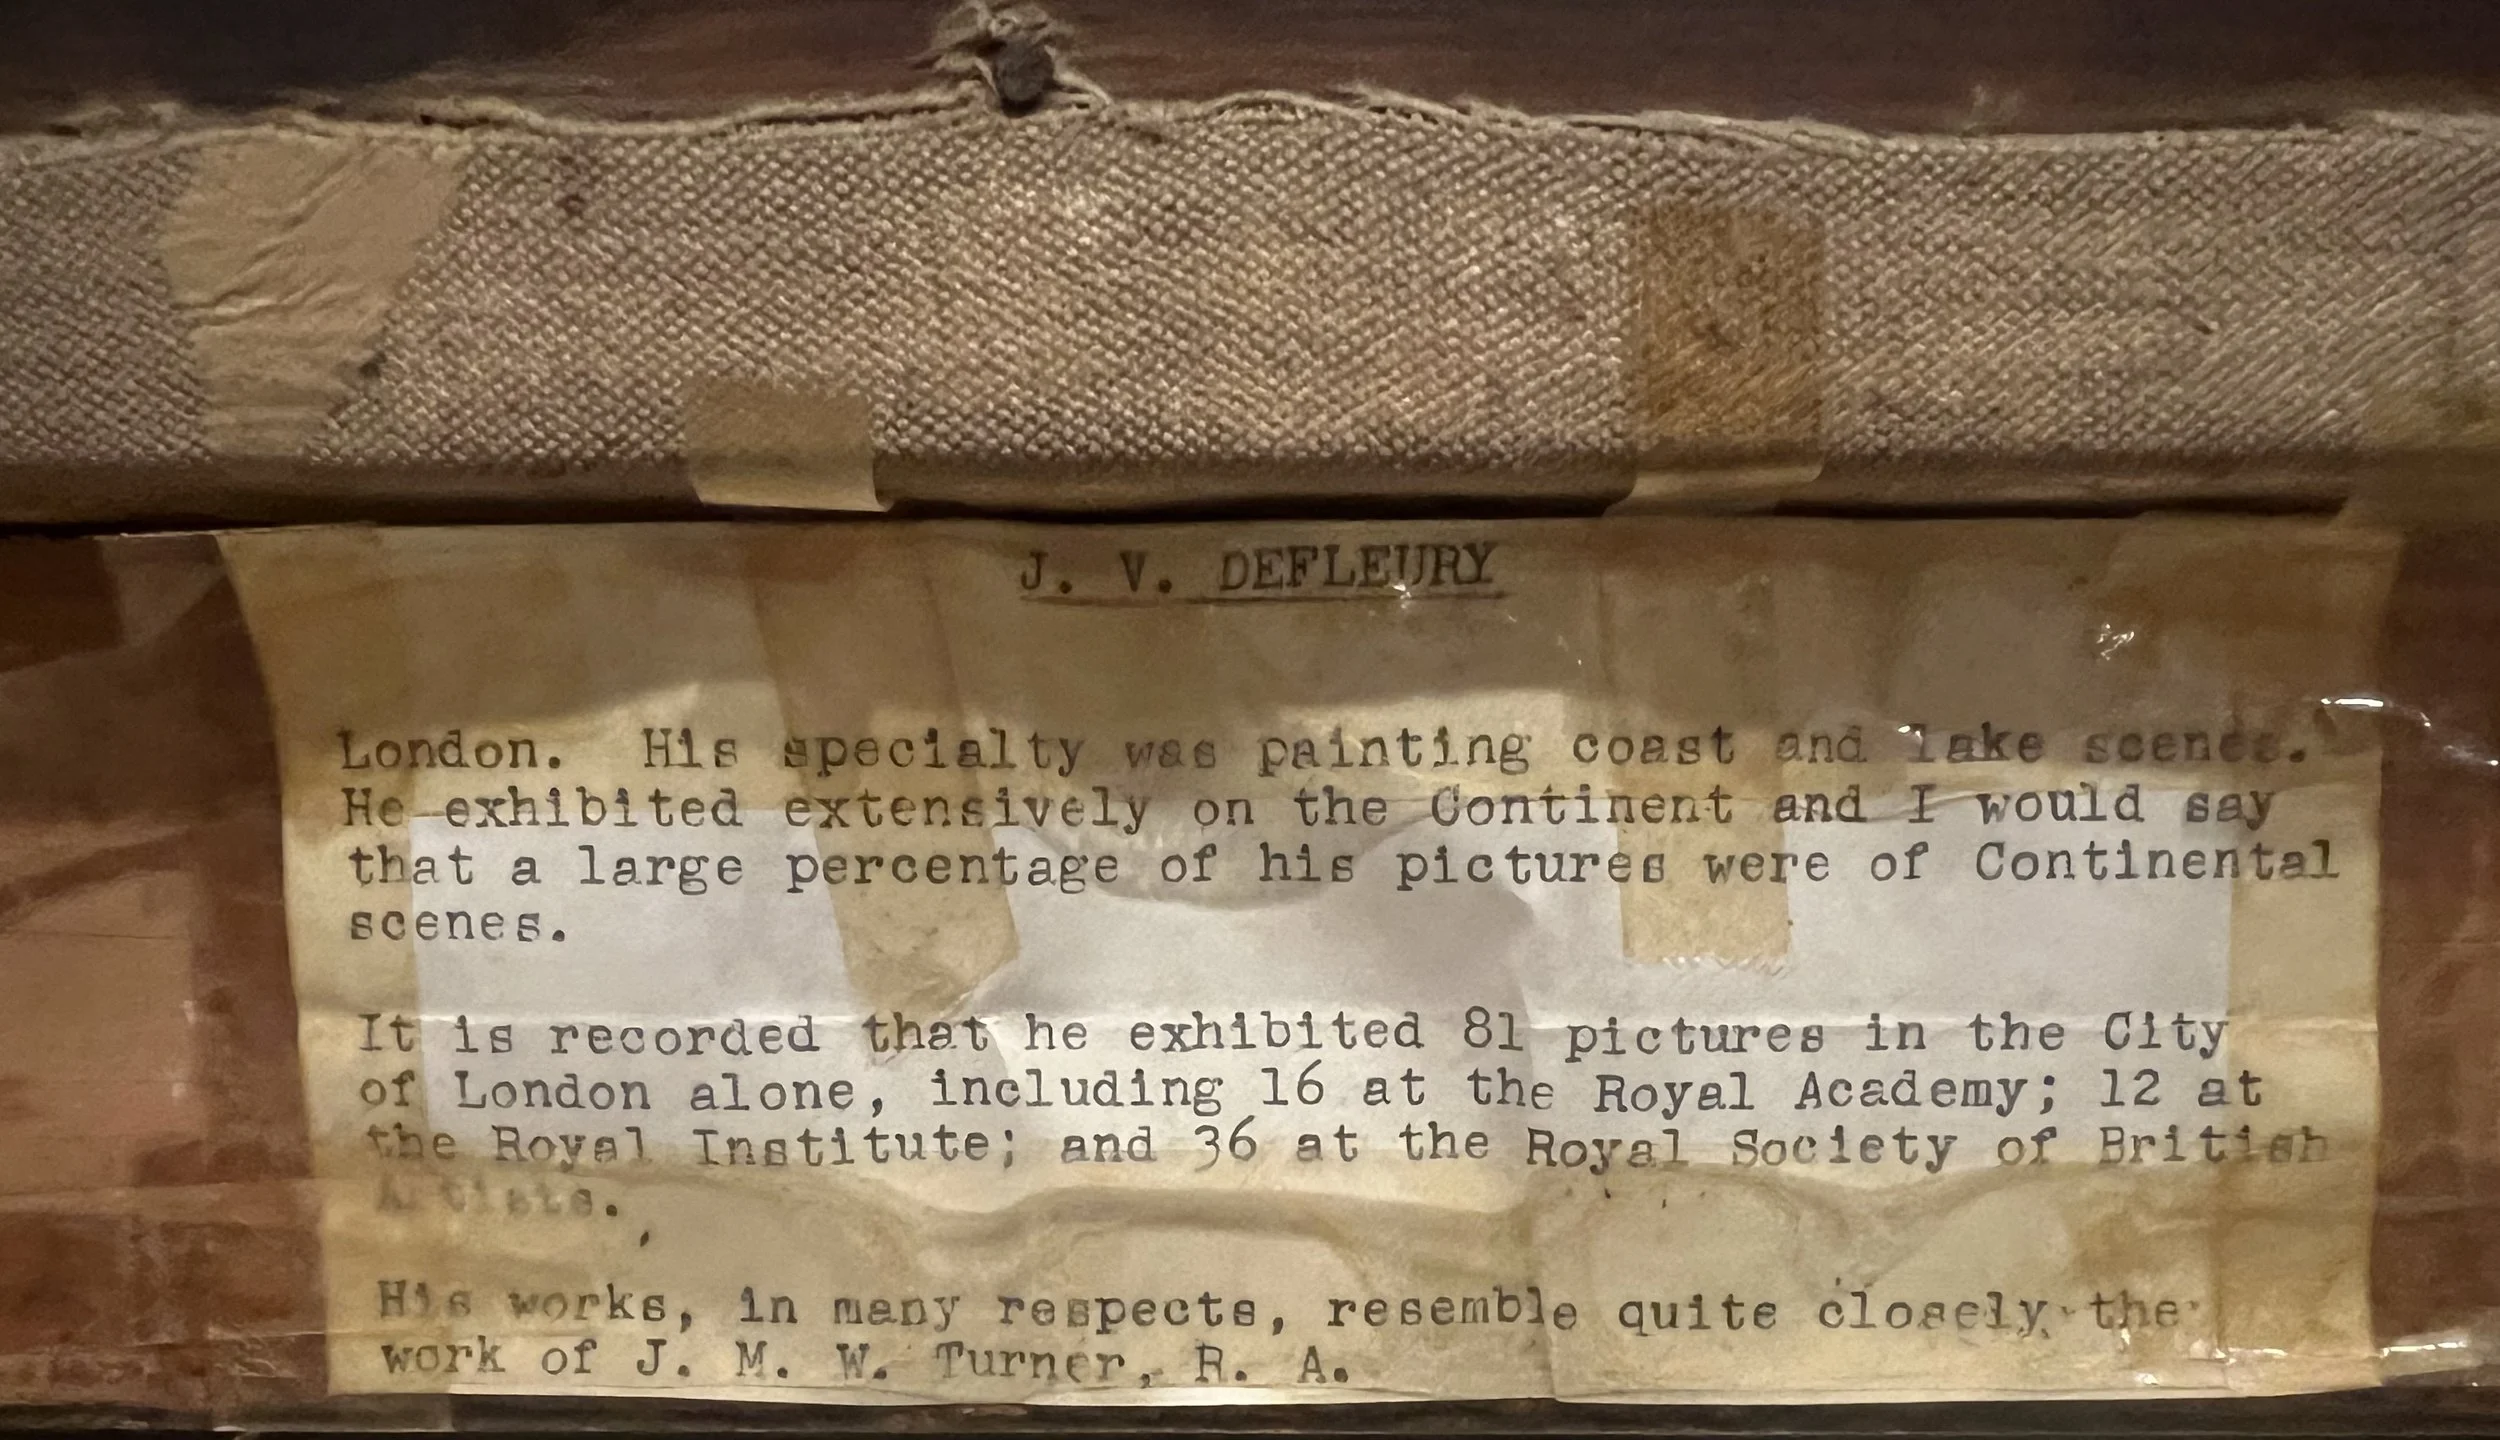 J. V. DEFLEURY
London. His specialty was painting coast and lake scenes.
He exhibited extensively on the Continent and I would say
that a large percentage of his pictures were of Continental
scenes.
It is recorded that he exhibited 81 pictures in the City
of London alone, including 16 at the Royal Academy; 12 at
the Royal Institute; and 36 at the Royal Society of British
Artists.
His works, in many respects, resemble quite closely the
work of J. M. W. Turner, R. A.